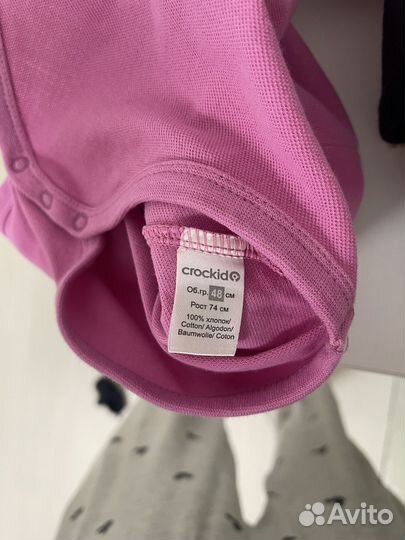 crockid
Об.гр. 48 см
Рост 74 см
100% хлопок/
Cotton/ Algodon/
Baumwolle/ Coton
Avito